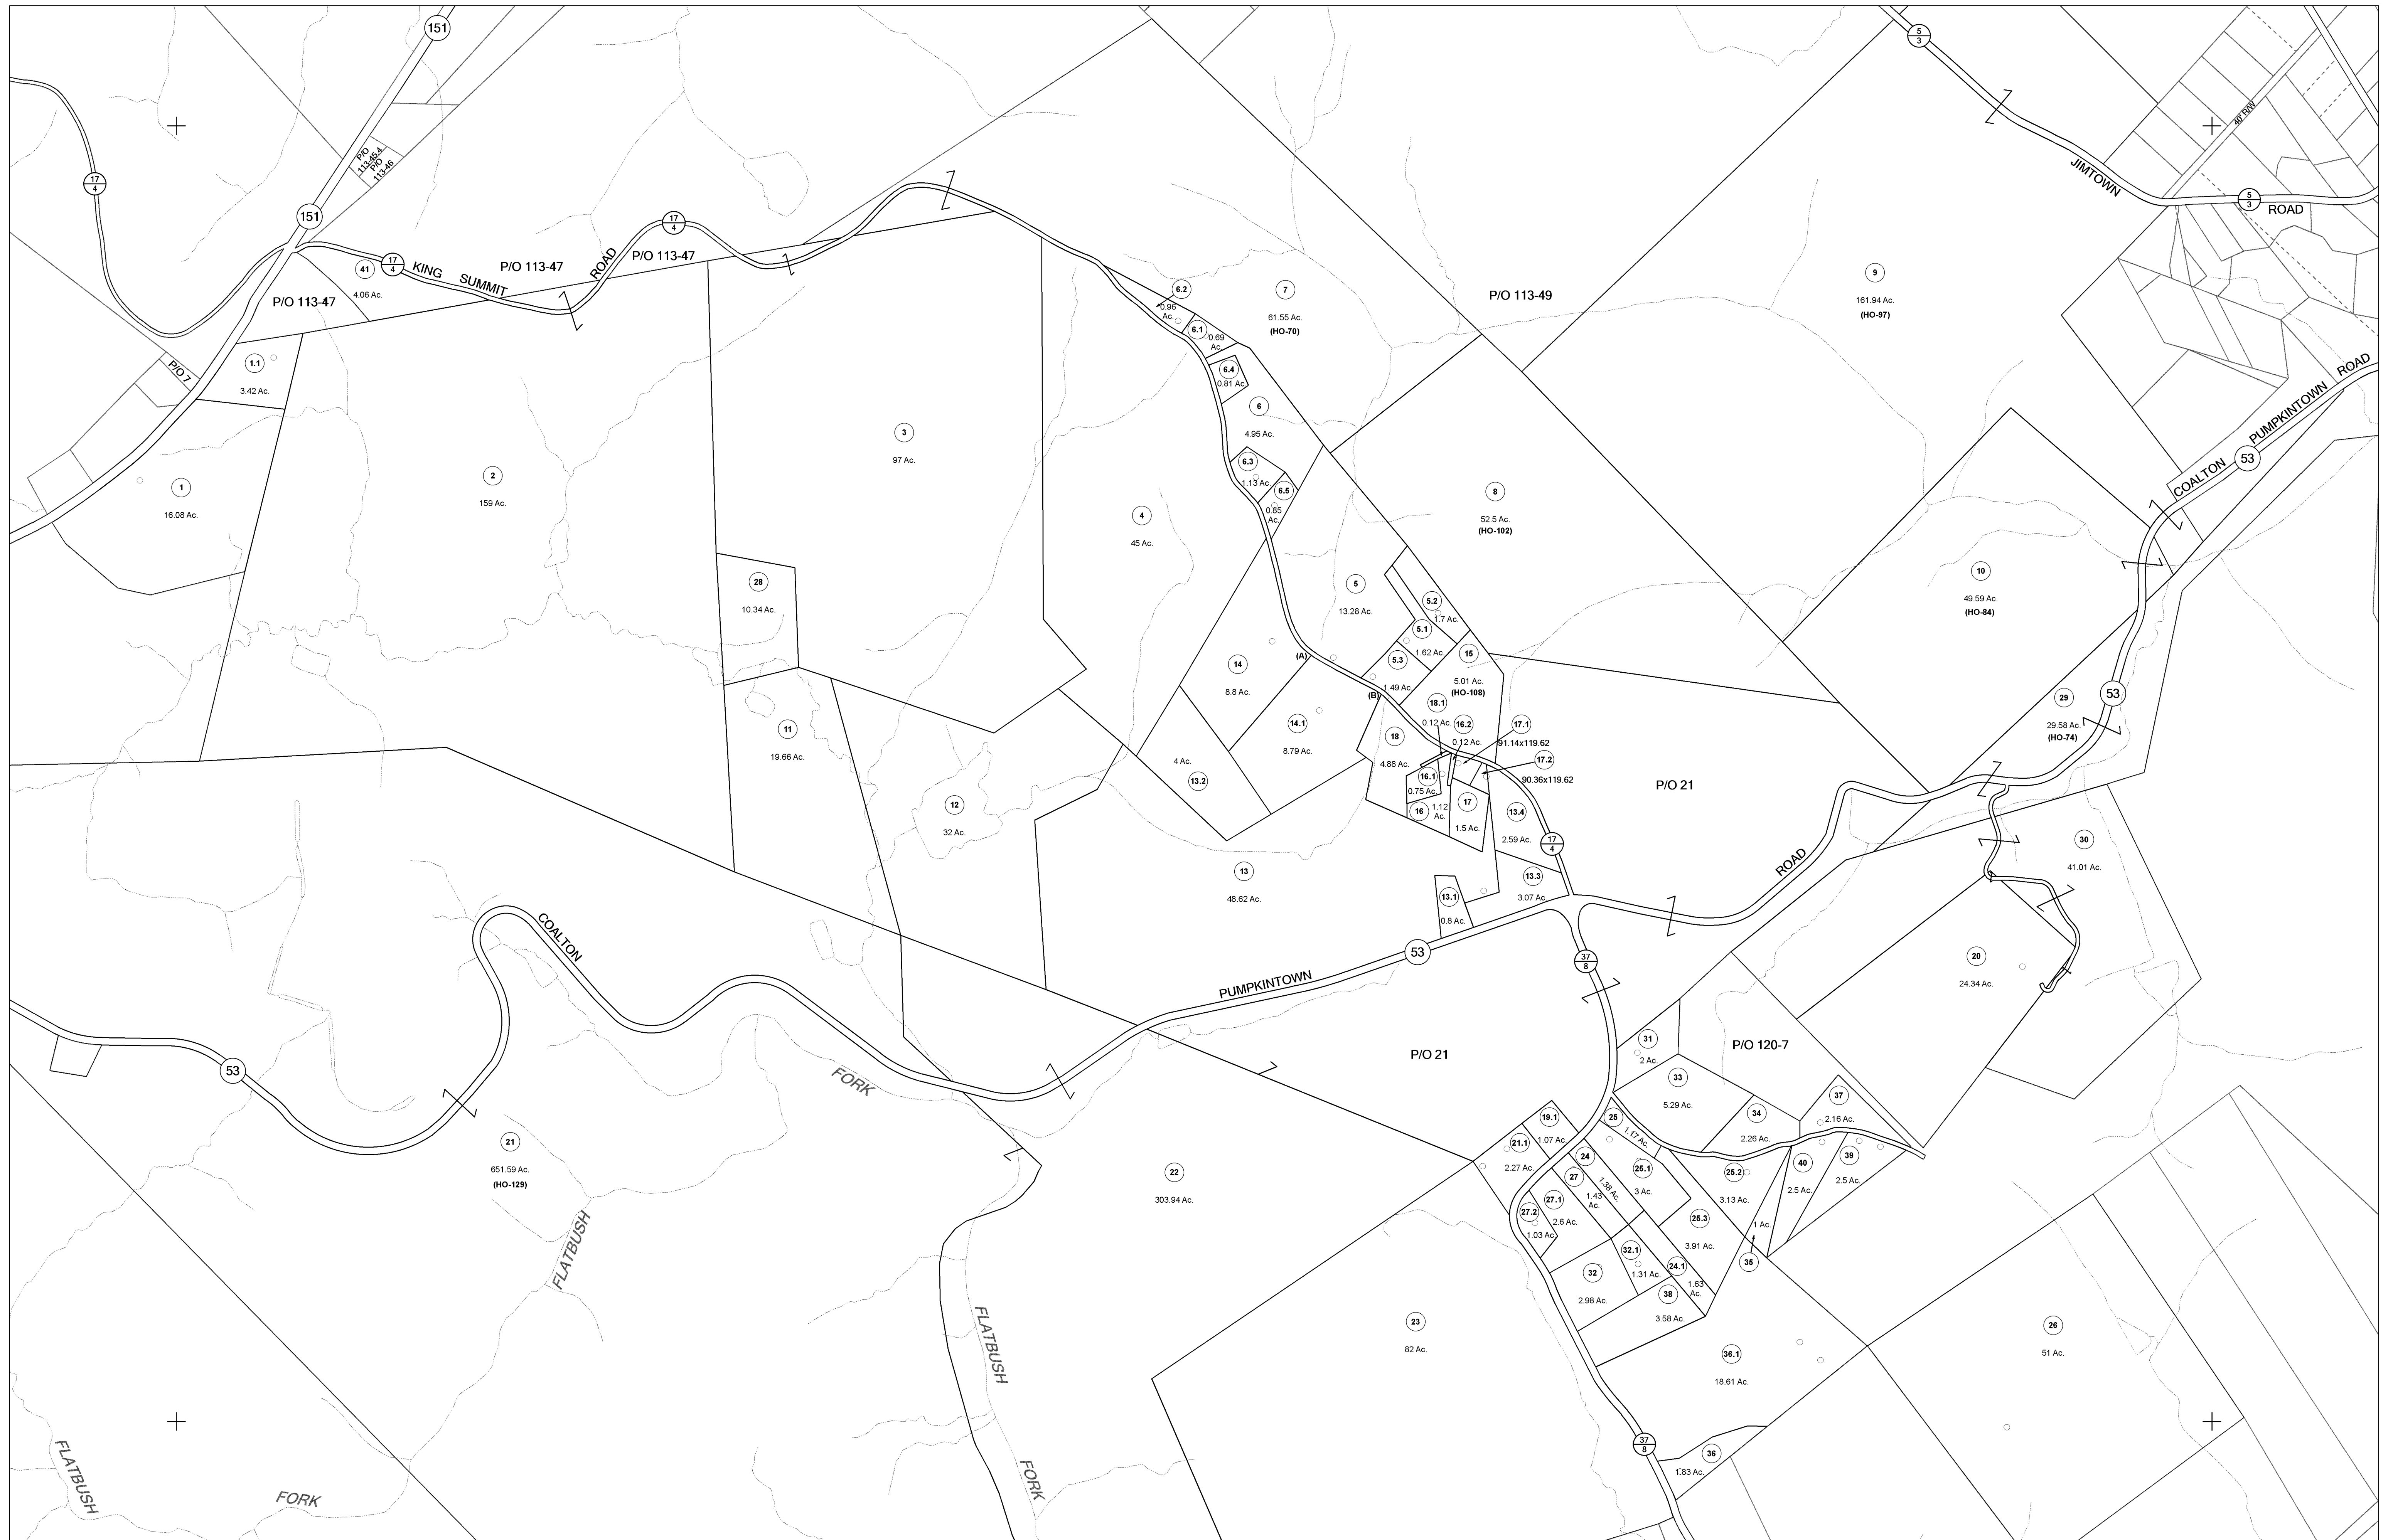 151
5
3
40' R/W
P/O
113-45.4
P/O
113-46
17
4
JIMTOWN
5
3
ROAD
151
17
4
P/O 113-47
P/O 113-47
ROAD
41
17
4
KING
SUMMIT
4.06 Ac.
P/O 113-47
6.2
0.96
Ac.
7
61.55 Ac.
(HO-70)
P/O 113-49
9
161.94 Ac.
(HO-97)
6.1
0.69
Ac.
1.1
3.42 Ac.
P/O 7
6.4
0.81 Ac.
6
4.95 Ac.
ROAD
PUMPKINTOWN
53
COALTON
3
97 Ac.
6.3
1.13 Ac.
6.5
0.85
Ac.
2
159 Ac.
1
16.08 Ac.
8
52.5 Ac.
(HO-102)
4
45 Ac.
28
10.34 Ac.
5
13.28 Ac.
5.2
1.7 Ac.
10
49.59 Ac.
(HO-84)
5.1
1.62 Ac.
5.3
1.49 Ac.
15
5.01 Ac.
(HO-108)
(A)
(B)
14
8.8 Ac.
14.1
8.79 Ac.
53
29
29.58 Ac.
(HO-74)
18.1
0.12 Ac.
16.2
0.12 Ac.
17.1
91.14x119.62
17.2
90.36x119.62
18
4.88 Ac.
11
19.66 Ac.
4 Ac.
13.2
16.1
0.75 Ac.
16
1.12
Ac.
17
1.5 Ac.
13.4
2.59 Ac.
P/O 21
12
32 Ac.
17
4
30
41.01 Ac.
ROAD
13
48.62 Ac.
13.3
3.07 Ac.
13.1
0.8 Ac.
COALTON
53
PUMPKINTOWN
37
8
20
24.34 Ac.
31
2 Ac.
P/O 120-7
P/O 21
53
FORK
33
5.29 Ac.
34
2.26 Ac.
37
2.16 Ac.
19.1
1.07 Ac.
25
1.17 Ac.
21.1
2.27 Ac.
21
651.59 Ac.
(HO-129)
22
303.94 Ac.
24
1.38 Ac.
27
1.43
Ac.
25.1
3 Ac.
25.2
3.13 Ac.
40
2.5 Ac.
39
2.5 Ac.
27.1
2.6 Ac.
27.2
1.03 Ac.
25.3
3.91 Ac.
1 Ac.
35
FLATBUSH
32.1
1.31 Ac.
24.1
1.63
Ac.
32
2.98 Ac.
38
3.58 Ac.
23
82 Ac.
26
51 Ac.
FLATBUSH
36.1
18.61 Ac.
37
8
36
1.83 Ac.
FLATBUSH
FORK
FORK